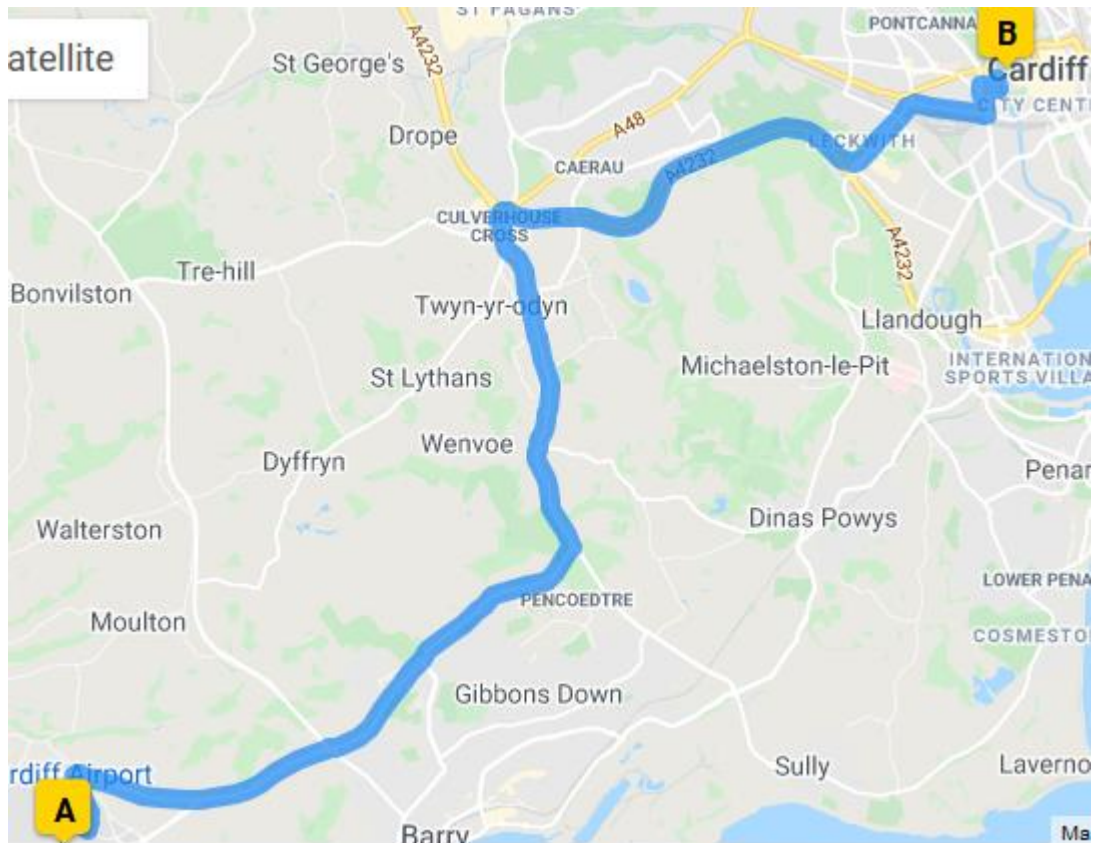 ST FAGANS
PONTCANNA
B
atellite
St George's
A4232
Cardiff
CITY CENT
Drope
A48
LECKWITH
CAERAU
A4232
CULVERHOUSE
CROSS
A4232
Tre-hill
Bonvilston
Twyn-yr-odyn
Llandough
INTERNATION
SPORTS VILLA
Michaelston-le-Pit
St Lythans
Wenvoe
Dyffryn
Penar
Walterston
Dinas Powys
LOWER PENA
PENCOEDTRE
Moulton
COSMESTO
Gibbons Down
Sully
Laverno
rdiff Airport
A
Barry
Ma